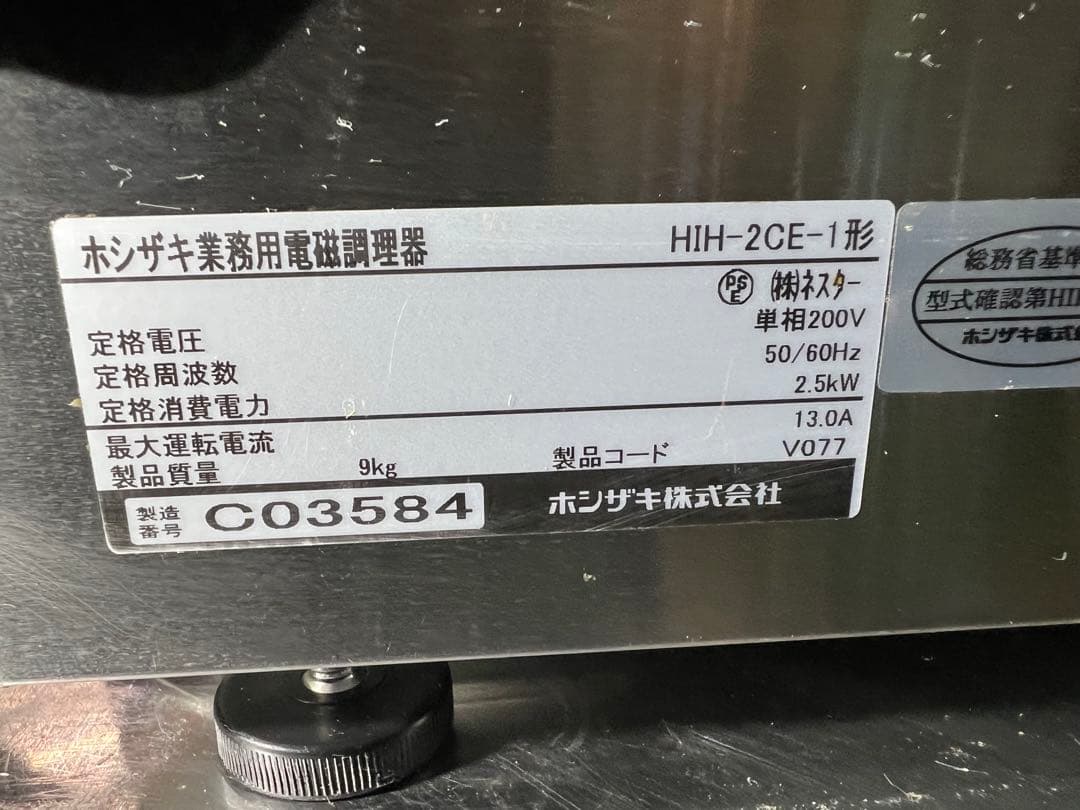 ホシザキ業務用電磁調理器 HIH-2CE-1形
PSE ㈱ネスター
定格電圧 単相200V
定格周波数 50/60Hz
定格消費電力 2.5kW
最大運転電流 13.0A
製品質量 9kg 製品コード V077
製造番号 C03584 ホシザキ株式会社
総務省基準
型式確認第HI
ホシザキ株式会